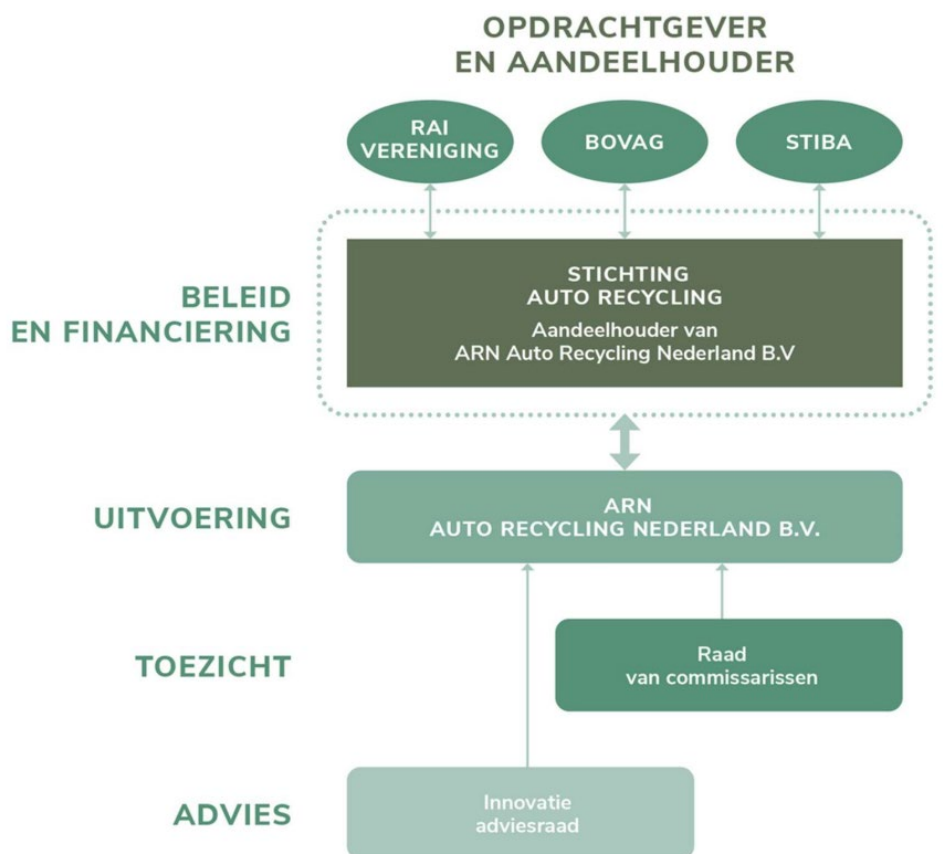 OPDRACHTGEVER
EN AANDEELHOUDER
RAI
VERENIGING
BOVAG
STIBA
BELEID
EN FINANCIERING
STICHTING
AUTO RECYCLING
Aandeelhouder van
ARN Auto Recycling Nederland B.V
UITVOERING
ARN
AUTO RECYCLING NEDERLAND B.V.
TOEZICHT
Raad
van commissarissen
ADVIES
Innovatie
adviesraad